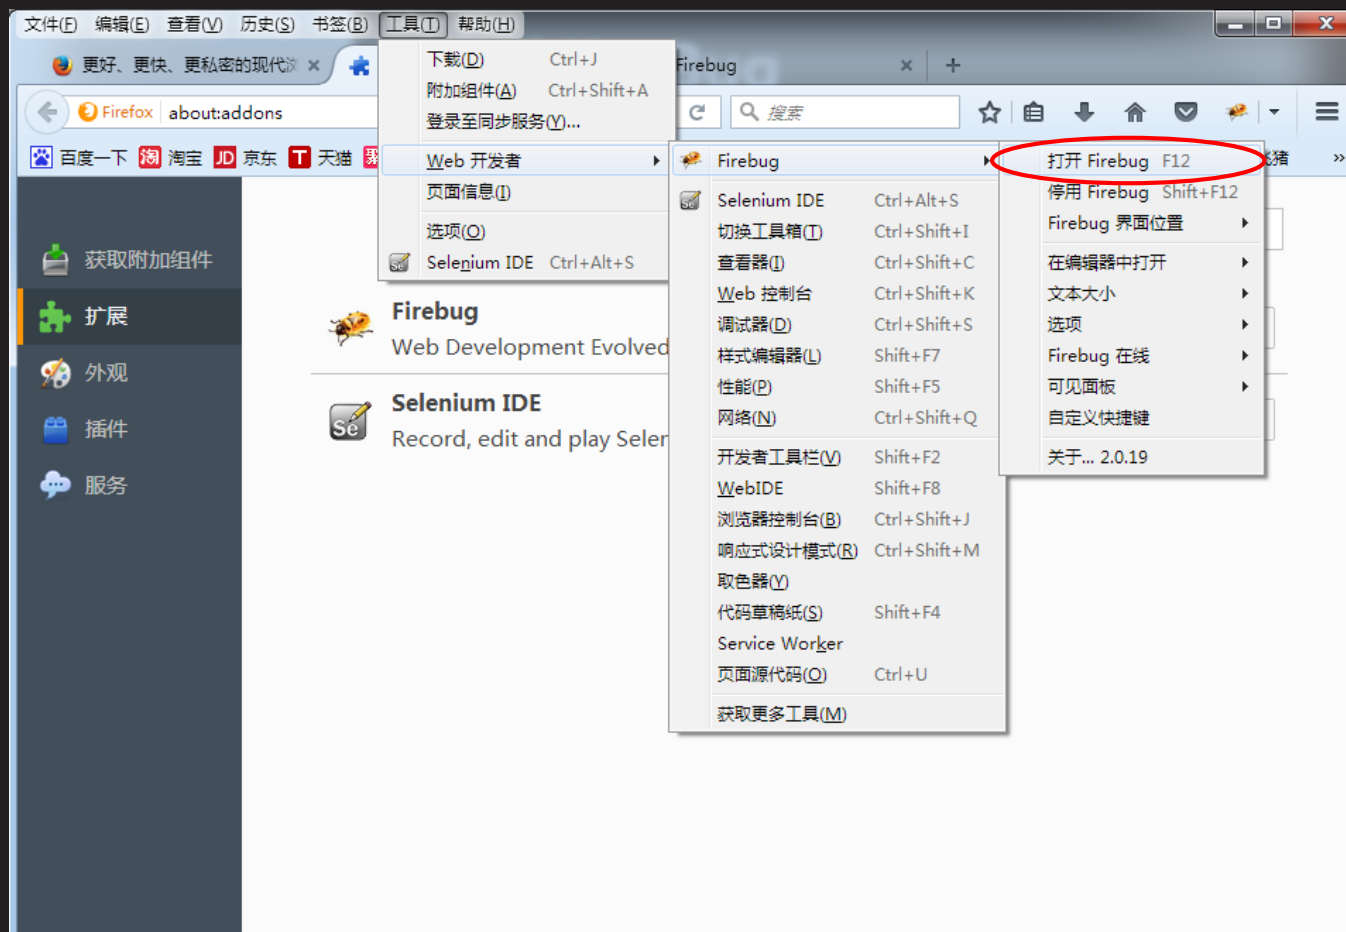 文件(F) 编辑(E) 查看(V) 历史(S) 书签(B) 工具(T) 帮助(H)
更好、更快、更私密的现代浏
Firebug
Firefox about:addons
搜索
百度一下 淘宝 JD 京东 T 天猫 聚
猪
下载(D) Ctrl+J
附加组件(A) Ctrl+Shift+A
登录至同步服务(Y)...
Web 开发者
页面信息(I)
选项(O)
Selenium IDE Ctrl+Alt+S
Firebug
Selenium IDE Ctrl+Alt+S
切换工具箱(T) Ctrl+Shift+I
查看器(I) Ctrl+Shift+C
Web 控制台 Ctrl+Shift+K
调试器(D) Ctrl+Shift+S
样式编辑器(L) Shift+F7
性能(P) Shift+F5
网络(N) Ctrl+Shift+Q
开发者工具栏(V) Shift+F2
WebIDE Shift+F8
浏览器控制台(B) Ctrl+Shift+J
响应式设计模式(R) Ctrl+Shift+M
取色器(Y)
代码草稿纸(S) Shift+F4
Service Worker
页面源代码(O) Ctrl+U
获取更多工具(M)
打开 Firebug F12
停用 Firebug Shift+F12
Firebug 界面位置
在编辑器中打开
文本大小
选项
Firebug 在线
可见面板
自定义快捷键
关于... 2.0.19
获取附加组件
扩展
外观
插件
服务
Firebug
Web Development Evolved
Selenium IDE
Record, edit and play Seler
Se